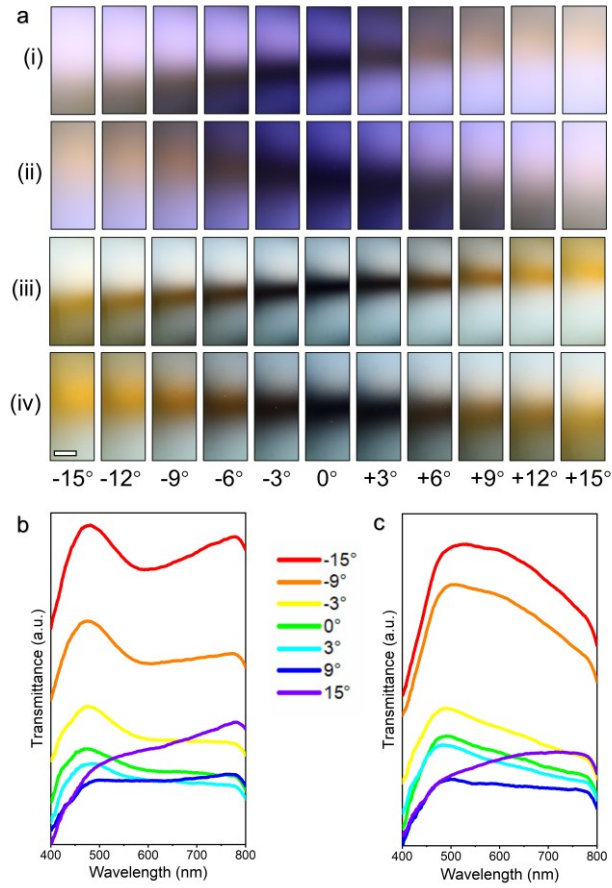 a
(i)
(ii)
(iii)
(iv)
-15° -12° -9° -6° -3° 0° +3° +6° +9° +12° +15°
b
Transmittance (a.u.)
400 500 600 700 800
Wavelength (nm)
-15°
-9°
-3°
0°
3°
9°
15°
c
Transmittance (a.u.)
400 500 600 700 800
Wavelength (nm)